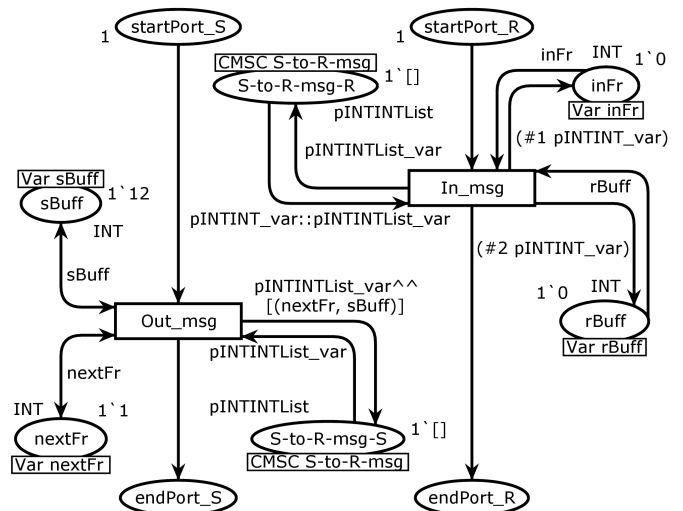 startPort_S
1
startPort_R
1
CMSC S-to-R-msg
S-to-R-msg-R
1`[]
pINTINTList
inFr
INT
1`0
inFr
Var inFr
(#1 pINTINT_var)
pINTINTList_var
In_msg
rBuff
pINTINT_var::pINTINTList_var
Var sBuff
sBuff
1`12
INT
sBuff
(#2 pINTINT_var)
INT
1`0
rBuff
Var rBuff
pINTINTList_var^^
[(nextFr, sBuff)]
Out_msg
pINTINTList_var
nextFr
pINTINTList
INT
1`1
nextFr
Var nextFr
S-to-R-msg-S
1`[]
CMSC S-to-R-msg
endPort_S
endPort_R